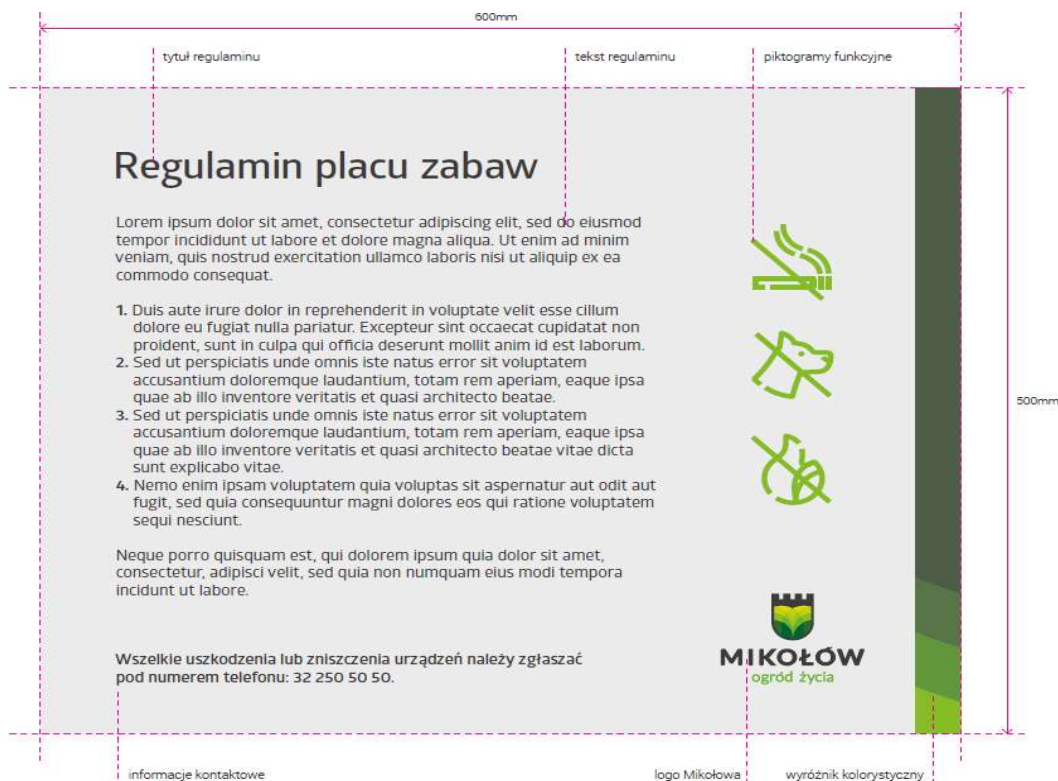 600mm
tytuł regulaminu
tekst regulaminu
piktogramy funkcyjne
Regulamin placu zabaw
Lorem ipsum dolor sit amet, consectetur adipiscing elit, sed do eiusmod
tempor incididunt ut labore et dolore magna aliqua. Ut enim ad minim
veniam, quis nostrud exercitation ullamco laboris nisi ut aliquip ex ea
commodo consequat.
1. Duis aute irure dolor in reprehenderit in voluptate velit esse cillum
dolore eu fugiat nulla pariatur. Excepteur sint occaecat cupidatat non
proident, sunt in culpa qui officia deserunt mollit anim id est laborum.
2. Sed ut perspiciatis unde omnis iste natus error sit voluptatem
accusantium doloremque laudantium, totam rem aperiam, eaque ipsa
quae ab illo inventore veritatis et quasi architecto beatae.
3. Sed ut perspiciatis unde omnis iste natus error sit voluptatem
accusantium doloremque laudantium, totam rem aperiam, eaque ipsa
quae ab illo inventore veritatis et quasi architecto beatae vitae dicta
sunt explicabo vitae.
4. Nemo enim ipsam voluptatem quia voluptas sit aspernatur aut odit aut
fugit, sed quia consequuntur magni dolores eos qui ratione voluptatem
sequi nesciunt.
Neque porro quisquam est, qui dolorem ipsum quia dolor sit amet,
consectetur, adipisci velit, sed quia non numquam eius modi tempora
incidunt ut labore.
Wszelkie uszkodzenia lub zniszczenia urządzeń należy zgłaszać
pod numerem telefonu: 32 250 50 50.
MIKOŁÓW
ogród życia
500mm
informacje kontaktowe
logo Mikołowa
wyróżnik kolorystyczny